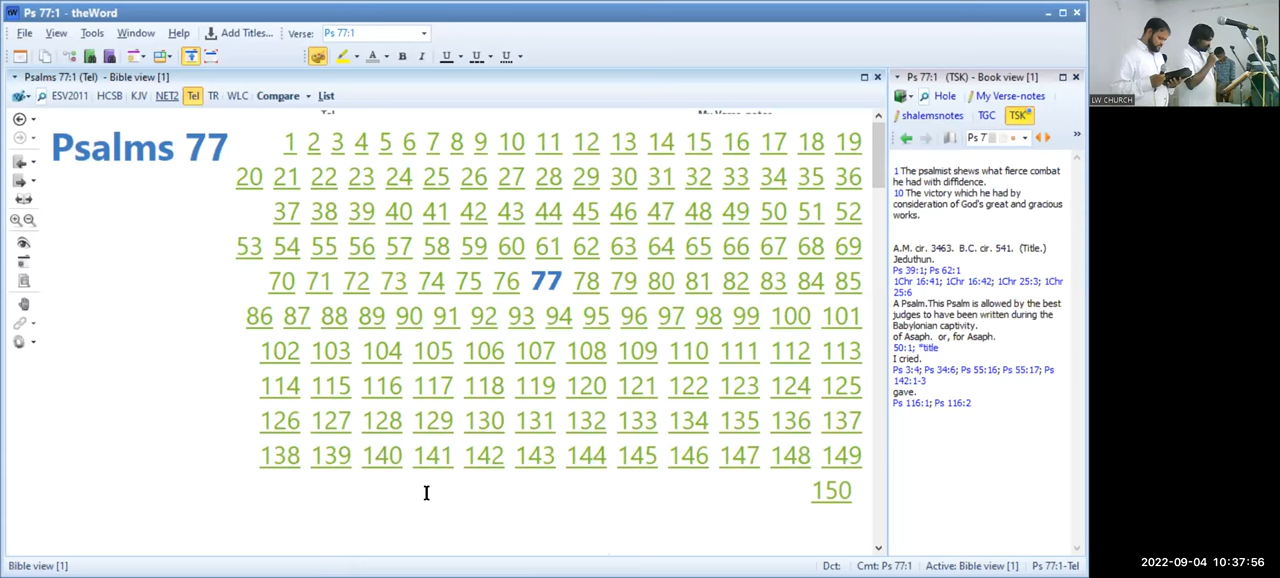 Ps 77:1 - theWord
File View Tools Window Help Add Titles... Verse: Ps 77:1
B I U U U
Psalms 77:1 (Tel) - Bible view [1]
ESV2011 HCSB KJV NET2 Tel TR WLC Compare List
Tel My Verse-notes
Psalms 77 1 2 3 4 5 6 7 8 9 10 11 12 13 14 15 16 17 18 19
20 21 22 23 24 25 26 27 28 29 30 31 32 33 34 35 36
37 38 39 40 41 42 43 44 45 46 47 48 49 50 51 52
53 54 55 56 57 58 59 60 61 62 63 64 65 66 67 68 69
70 71 72 73 74 75 76 77 78 79 80 81 82 83 84 85
86 87 88 89 90 91 92 93 94 95 96 97 98 99 100 101
102 103 104 105 106 107 108 109 110 111 112 113
114 115 116 117 118 119 120 121 122 123 124 125
126 127 128 129 130 131 132 133 134 135 136 137
138 139 140 141 142 143 144 145 146 147 148 149
150
Ps 77:1 (TSK) - Book view [1]
Hole My Verse-notes
shalemsnotes TGC TSK
Ps 7
1 The psalmist shews what fierce combat
he had with diffidence.
10 The victory which he had by
consideration of God's great and gracious
works.
A.M. cir. 3463. B.C. cir. 541. (Title.)
Jeduthun.
Ps 39:1; Ps 62:1
1Chr 16:41; 1Chr 16:42; 1Chr 25:3; 1Chr
25:6
A Psalm.This Psalm is allowed by the best
judges to have been written during the
Babylonian captivity.
of Asaph. or, for Asaph.
50:1; *title
I cried.
Ps 3:4; Ps 34:6; Ps 55:16; Ps 55:17; Ps
142:1-3
gave.
Ps 116:1; Ps 116:2
LW CHURCH
Bible view [1] Dct: Cmt: Ps 77:1 Active: Bible view [1] Ps 77:1-Tel
2022-09-04 10:37:56